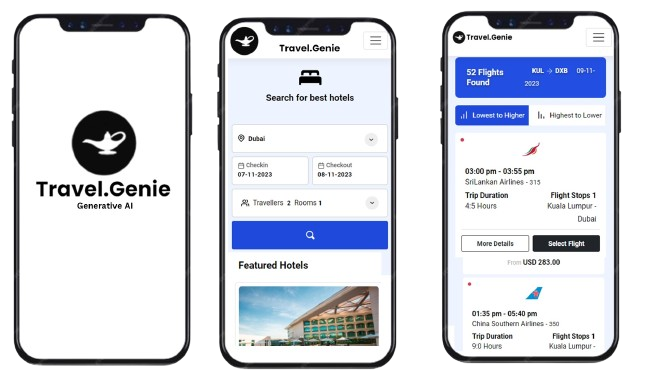 Travel.Genie
Generative AI
Travel.Genie
Search for best hotels
Dubai
Checkin
07-11-2023
Checkout
08-11-2023
Travellers 2 Rooms 1
Featured Hotels
Travel.Genie
52 Flights Found
KUL → DXB 09-11-2023
Lowest to Higher
Highest to Lower
03:00 pm - 03:55 pm
SriLankan Airlines - 315
Trip Duration
4:5 Hours
Flight Stops 1
Kuala Lumpur -
Dubai
More Details
Select Flight
From USD 283.00
01:35 pm - 05:40 pm
China Southern Airlines - 350
Trip Duration
9:0 Hours
Flight Stops 1
Kuala Lumpur -